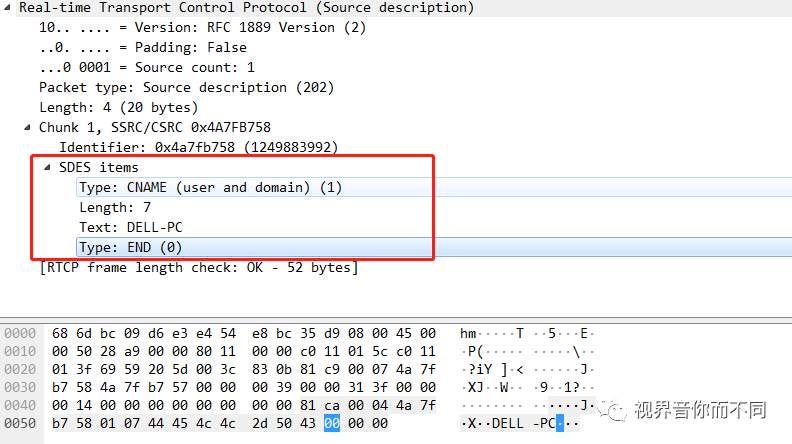 Real-time Transport Control Protocol (Source description)
10.. .... = Version: RFC 1889 Version (2)
..0. .... = Padding: False
...0 0001 = Source count: 1
Packet type: Source description (202)
Length: 4 (20 bytes)
Chunk 1, SSRC/CSRC 0x4A7FB758
Identifier: 0x4a7fb758 (1249883992)
SDES items
Type: CNAME (user and domain) (1)
Length: 7
Text: DELL-PC
Type: END (0)
[RTCP frame length check: OK - 52 bytes]
0000 68 6d bc 09 d6 e3 e4 54 e8 bc 35 d9 08 00 45 00 hm·····T ··5···E·
0010 00 50 28 a9 00 00 80 11 00 00 c0 11 01 5c c0 11 ·P(····· ·····\··
0020 01 3f 69 59 20 5d 00 3c 83 0b 81 c9 00 07 4a 7f ·?iY ]·< ······J·
0030 b7 58 4a 7f b7 57 00 00 00 39 00 00 31 3f 00 00 ·XJ··W·· ·9··1?··
0040 00 14 00 00 00 00 00 00 00 00 81 ca 00 04 4a 7f ········ ······J·
0050 b7 58 01 07 44 45 4c 4c 2d 50 43 00 00 00 ·X··DELL -PC···
视界音你而不同